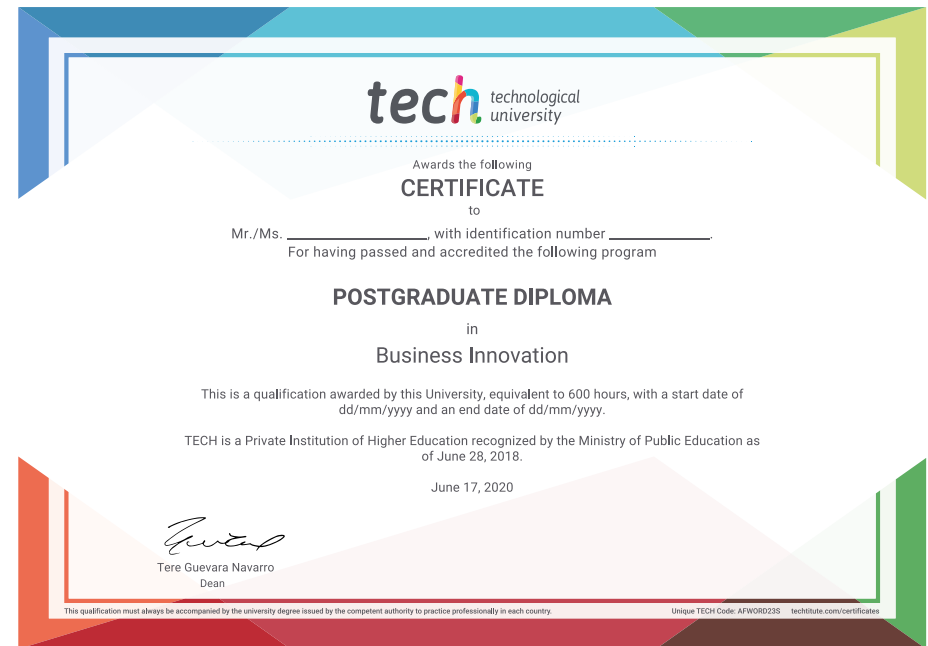 tech technological
university
Awards the following
CERTIFICATE
to
Mr./Ms. ____________________, with identification number ______________.
For having passed and accredited the following program
POSTGRADUATE DIPLOMA
in
Business Innovation
This is a qualification awarded by this University, equivalent to 600 hours, with a start date of
dd/mm/yyyy and an end date of dd/mm/yyyy.
TECH is a Private Institution of Higher Education recognized by the Ministry of Public Education as
of June 28, 2018.
June 17, 2020
Tere Guevara Navarro
Dean
This qualification must always be accompanied by the university degree issued by the competent authority to practice professionally in each country.
Unique TECH Code: AFWORD23S techtitute.com/certificates